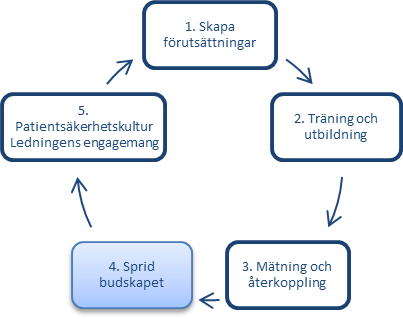 1. Skapa
förutsättningar
2. Träning och
utbildning
3. Mätning och
återkoppling
4. Sprid
budskapet
5.
Patientsäkerhetskultur
Ledningens engagemang